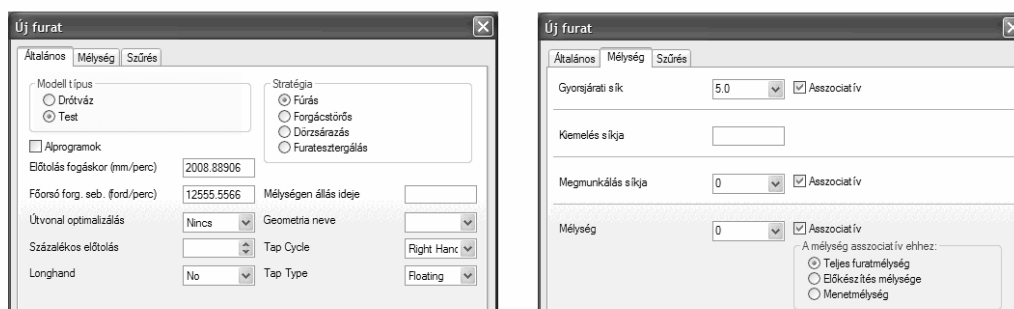 Új furat
Általános Mélység Szűrés
Modell típus
Drótváz
Test
Stratégia
Fúrás
Forgácstörős
Dörzsárazás
Furatesztergálás
Alprogramok
Előtolás fogáskor (mm/perc) 2008.88906
Főorsó forg. seb. (ford/perc) 12555.5566 Mélységen állás ideje
Útvonal optimalizálás Nincs Geometria neve
Százalékos előtolás Tap Cycle Right Hanc
Longhand No Tap Type Floating
Új furat
Általános Mélység Szűrés
Gyorsjárati sík 5.0 Asszociatív
Kiemelés síkja
Megmunkálás síkja 0 Asszociatív
Mélység 0 Asszociatív
A mélység asszociatív ehhez:
Teljes furatmélység
Előkészítés mélysége
Menetmélység